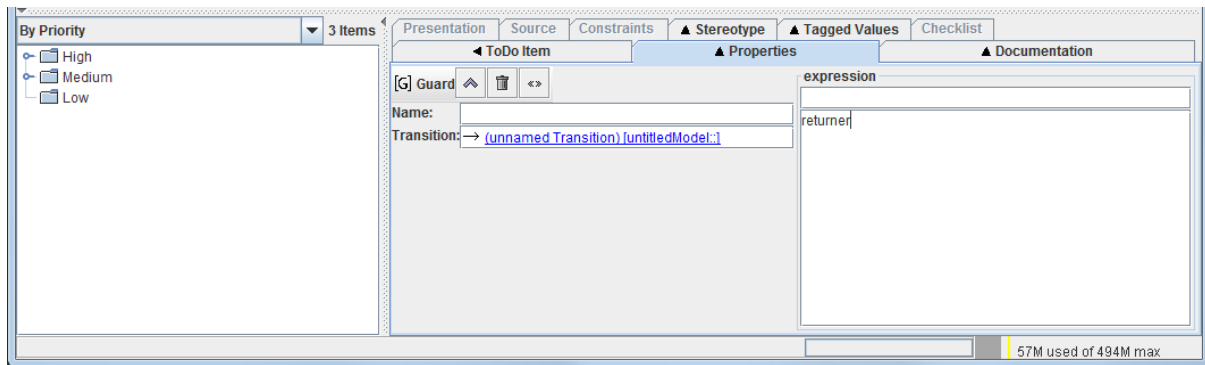 By Priority
3 Items
High
Medium
Low
Presentation Source Constraints ▲ Stereotype ▲ Tagged Values Checklist
◄ ToDo Item ▲ Properties ▲ Documentation
[G] Guard
Name:
Transition: → (unnamed Transition) [untitledModel::]
expression
returner
57M used of 494M max